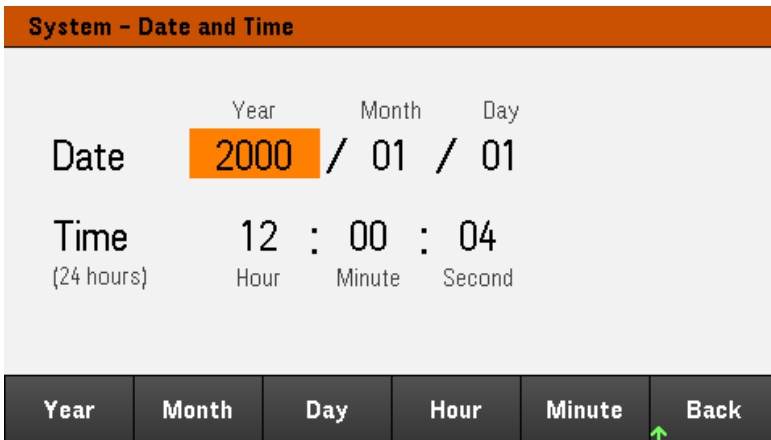 System – Date and Time
Year Month Day
Date 2000 / 01 / 01
Time 12 : 00 : 04
(24 hours) Hour Minute Second
Year Month Day Hour Minute Back